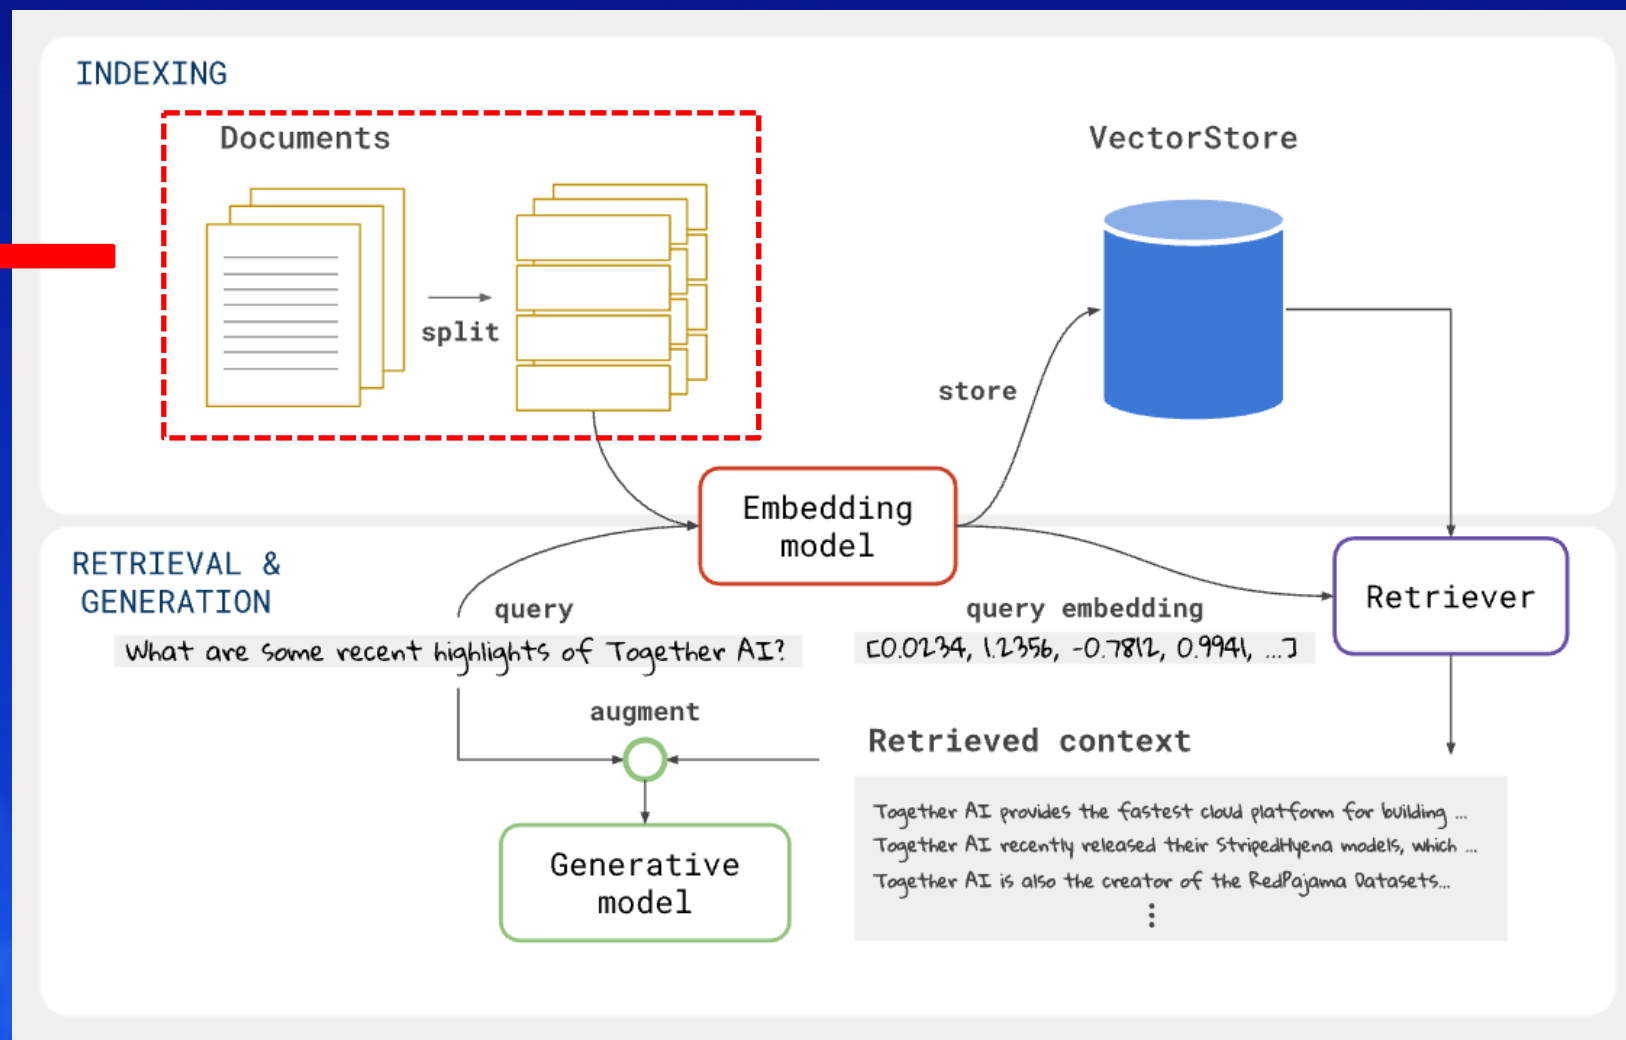 INDEXING
Documents
VectorStore
split
store
Embedding
model
RETRIEVAL &
GENERATION
query
What are some recent highlights of Together AI?
query embedding
[0.0234, 1.2356, -0.7812, 0.9941, ...]
Retriever
augment
Retrieved context
Together AI provides the fastest cloud platform for building ...
Together AI recently released their StripedHyena models, which ...
Together AI is also the creator of the RedPajama Datasets...
⋮
Generative
model